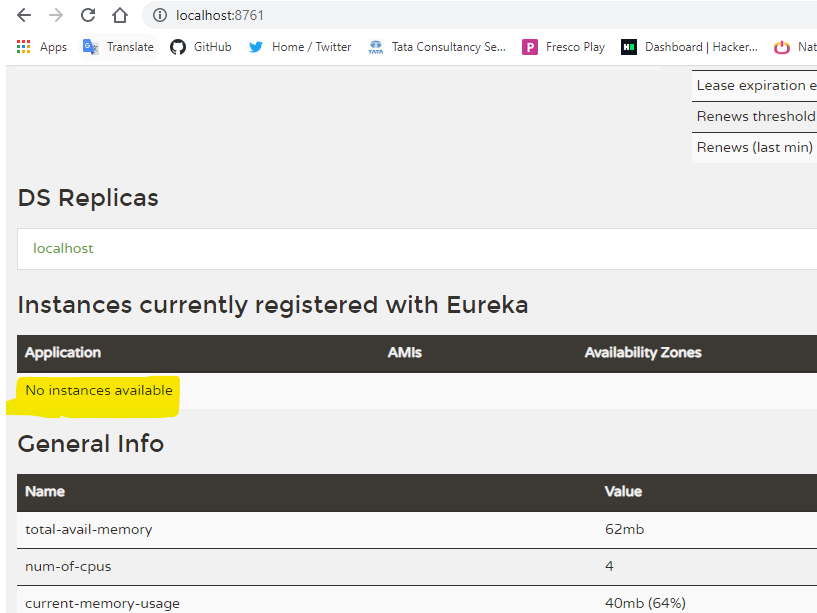 localhost:8761
Apps Translate GitHub Home / Twitter Tata Consultancy Se... Fresco Play Dashboard | Hacker... Nat
Lease expiration e
Renews threshold
Renews (last min)
DS Replicas
localhost
Instances currently registered with Eureka
Application AMIs Availability Zones
No instances available
General Info
Name Value
total-avail-memory 62mb
num-of-cpus 4
current-memory-usage 40mb (64%)